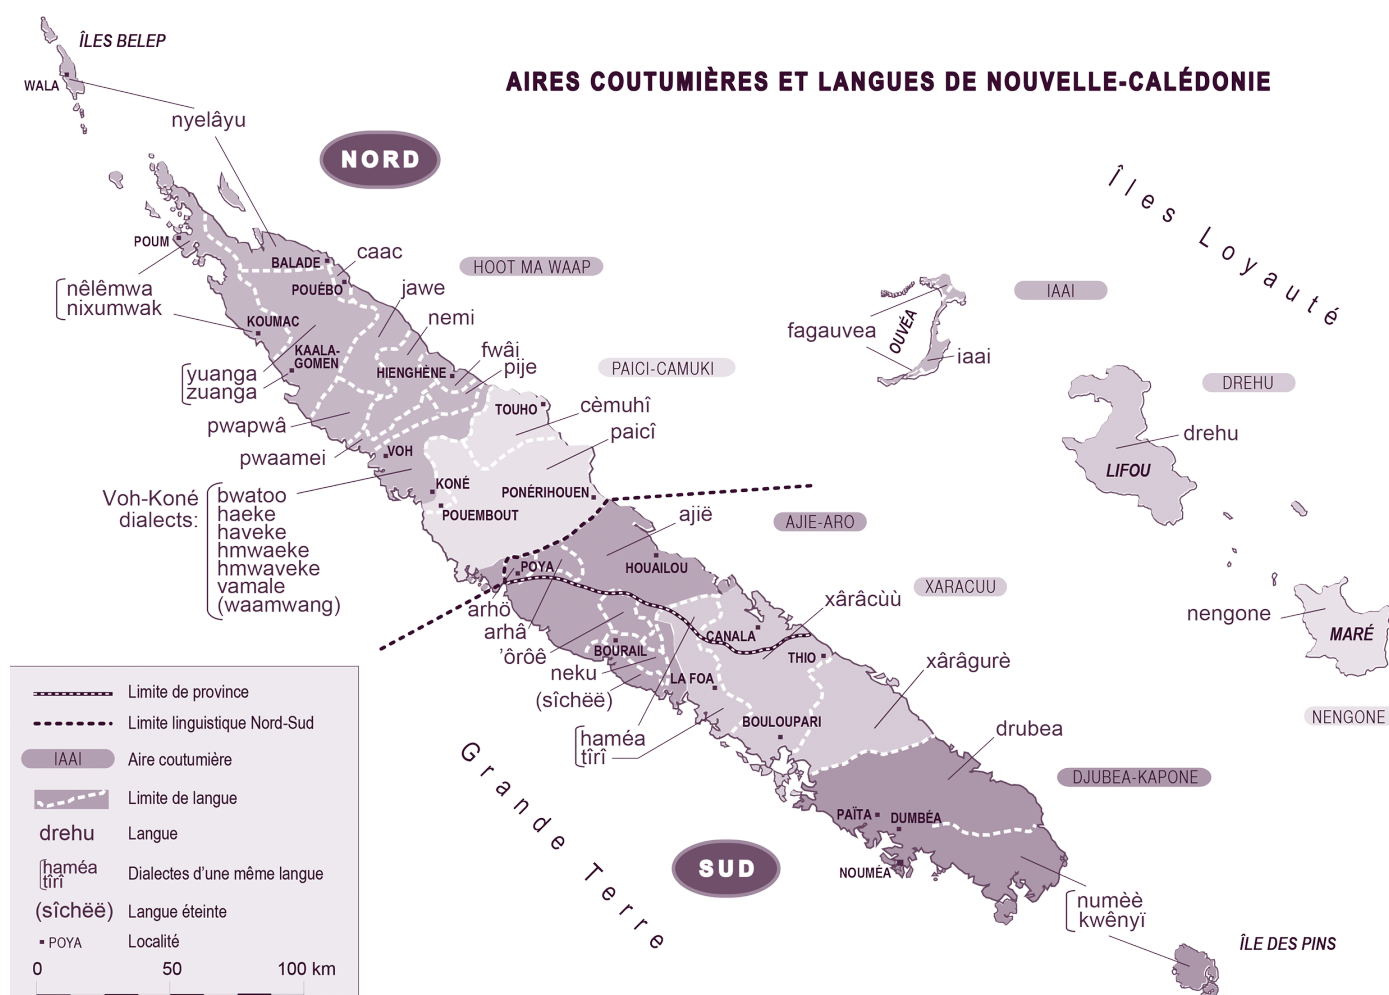 AIRES COUTUMIÈRES ET LANGUES DE NOUVELLE-CALÉDONIE
ÎLES BELEP
WALA
nyelâyu
NORD
Îles Loyauté
POUM
BALADE
caac
HOOT MA WAAP
POUÉBO
nêlêmwa
nixumwak
jawe
IAAI
KOUMAC
nemi
fagauvea
OUVÉA
iaai
KAALA-
GOMEN
HIENGHÈNE
fwâi
pije
PAICI-CAMUKI
yuanga
zuanga
DREHU
TOUHO
cèmuhî
pwapwâ
paicî
drehu
pwaamei
VOH
LIFOU
KONÉ
PONÉRIHOUEN
Voh-Koné
dialects:
bwatoo
haeke
haveke
hmwaeke
hmwaveke
vamale
(waamwang)
POUEMBOUT
ajië
AJIE-ARO
POYA
HOUAILOU
XARACUU
arhö
xârâcùù
nengone
arhâ
CANALA
MARÉ
'ôrôê
BOURAIL
THIO
xârâgurè
neku
LA FOA
(sîchëë)
NENGONE
BOULOUPARI
haméa
tîrî
drubea
DJUBEA-KAPONE
Grande Terre
PAÏTA
DUMBÉA
SUD
NOUMÉA
numèè
kwênyï
ÎLE DES PINS
Limite de province
Limite linguistique Nord-Sud
IAAI
Aire coutumière
Limite de langue
drehu
Langue
haméa
tîrî
Dialectes d'une même langue
(sîchëë)
Langue éteinte
POYA
Localité
0 50 100 km